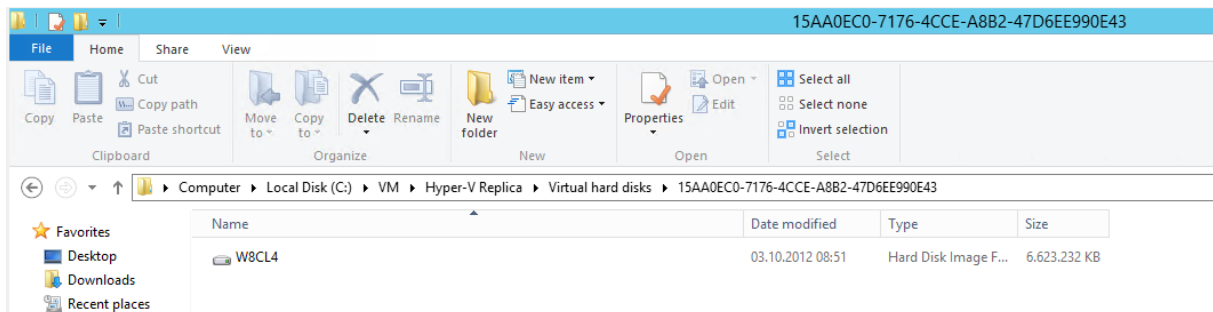 15AA0EC0-7176-4CCE-A8B2-47D6EE990E43
File Home Share View
Copy
Paste
Cut
Copy path
Paste shortcut
Clipboard
Move to
Copy to
Delete
Rename
Organize
New folder
New item
Easy access
New
Properties
Open
Edit
Open
Select all
Select none
Invert selection
Select
Computer Local Disk (C:) VM Hyper-V Replica Virtual hard disks 15AA0EC0-7176-4CCE-A8B2-47D6EE990E43
Favorites
Desktop
Downloads
Recent places
Name Date modified Type Size
W8CL4 03.10.2012 08:51 Hard Disk Image F... 6.623.232 KB